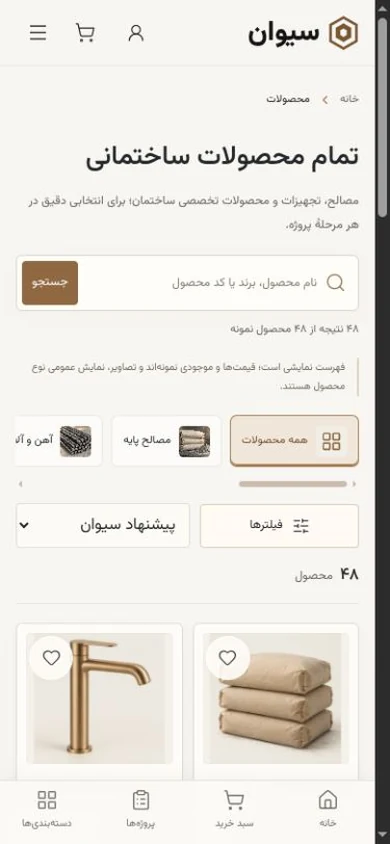 سیوان
خانه
محصولات
تمام محصولات ساختمانی
مصالح، تجهیزات و محصولات تخصصی ساختمان؛ برای انتخابی دقیق در
هر مرحلهٔ پروژه.
نام محصول، برند یا کد محصول
جستجو
۴۸ نتیجه از ۴۸ محصول نمونه
فهرست نمایشی است؛ قیمت‌ها و موجودی نمونه‌اند و تصاویر، نمایش عمومی نوع
محصول هستند.
همه محصولات
مصالح پایه
آهن و آلا
فیلترها
پیشنهاد سیوان
۴۸ محصول
خانه
سبد خرید
پروژه‌ها
دسته‌بندی‌ها